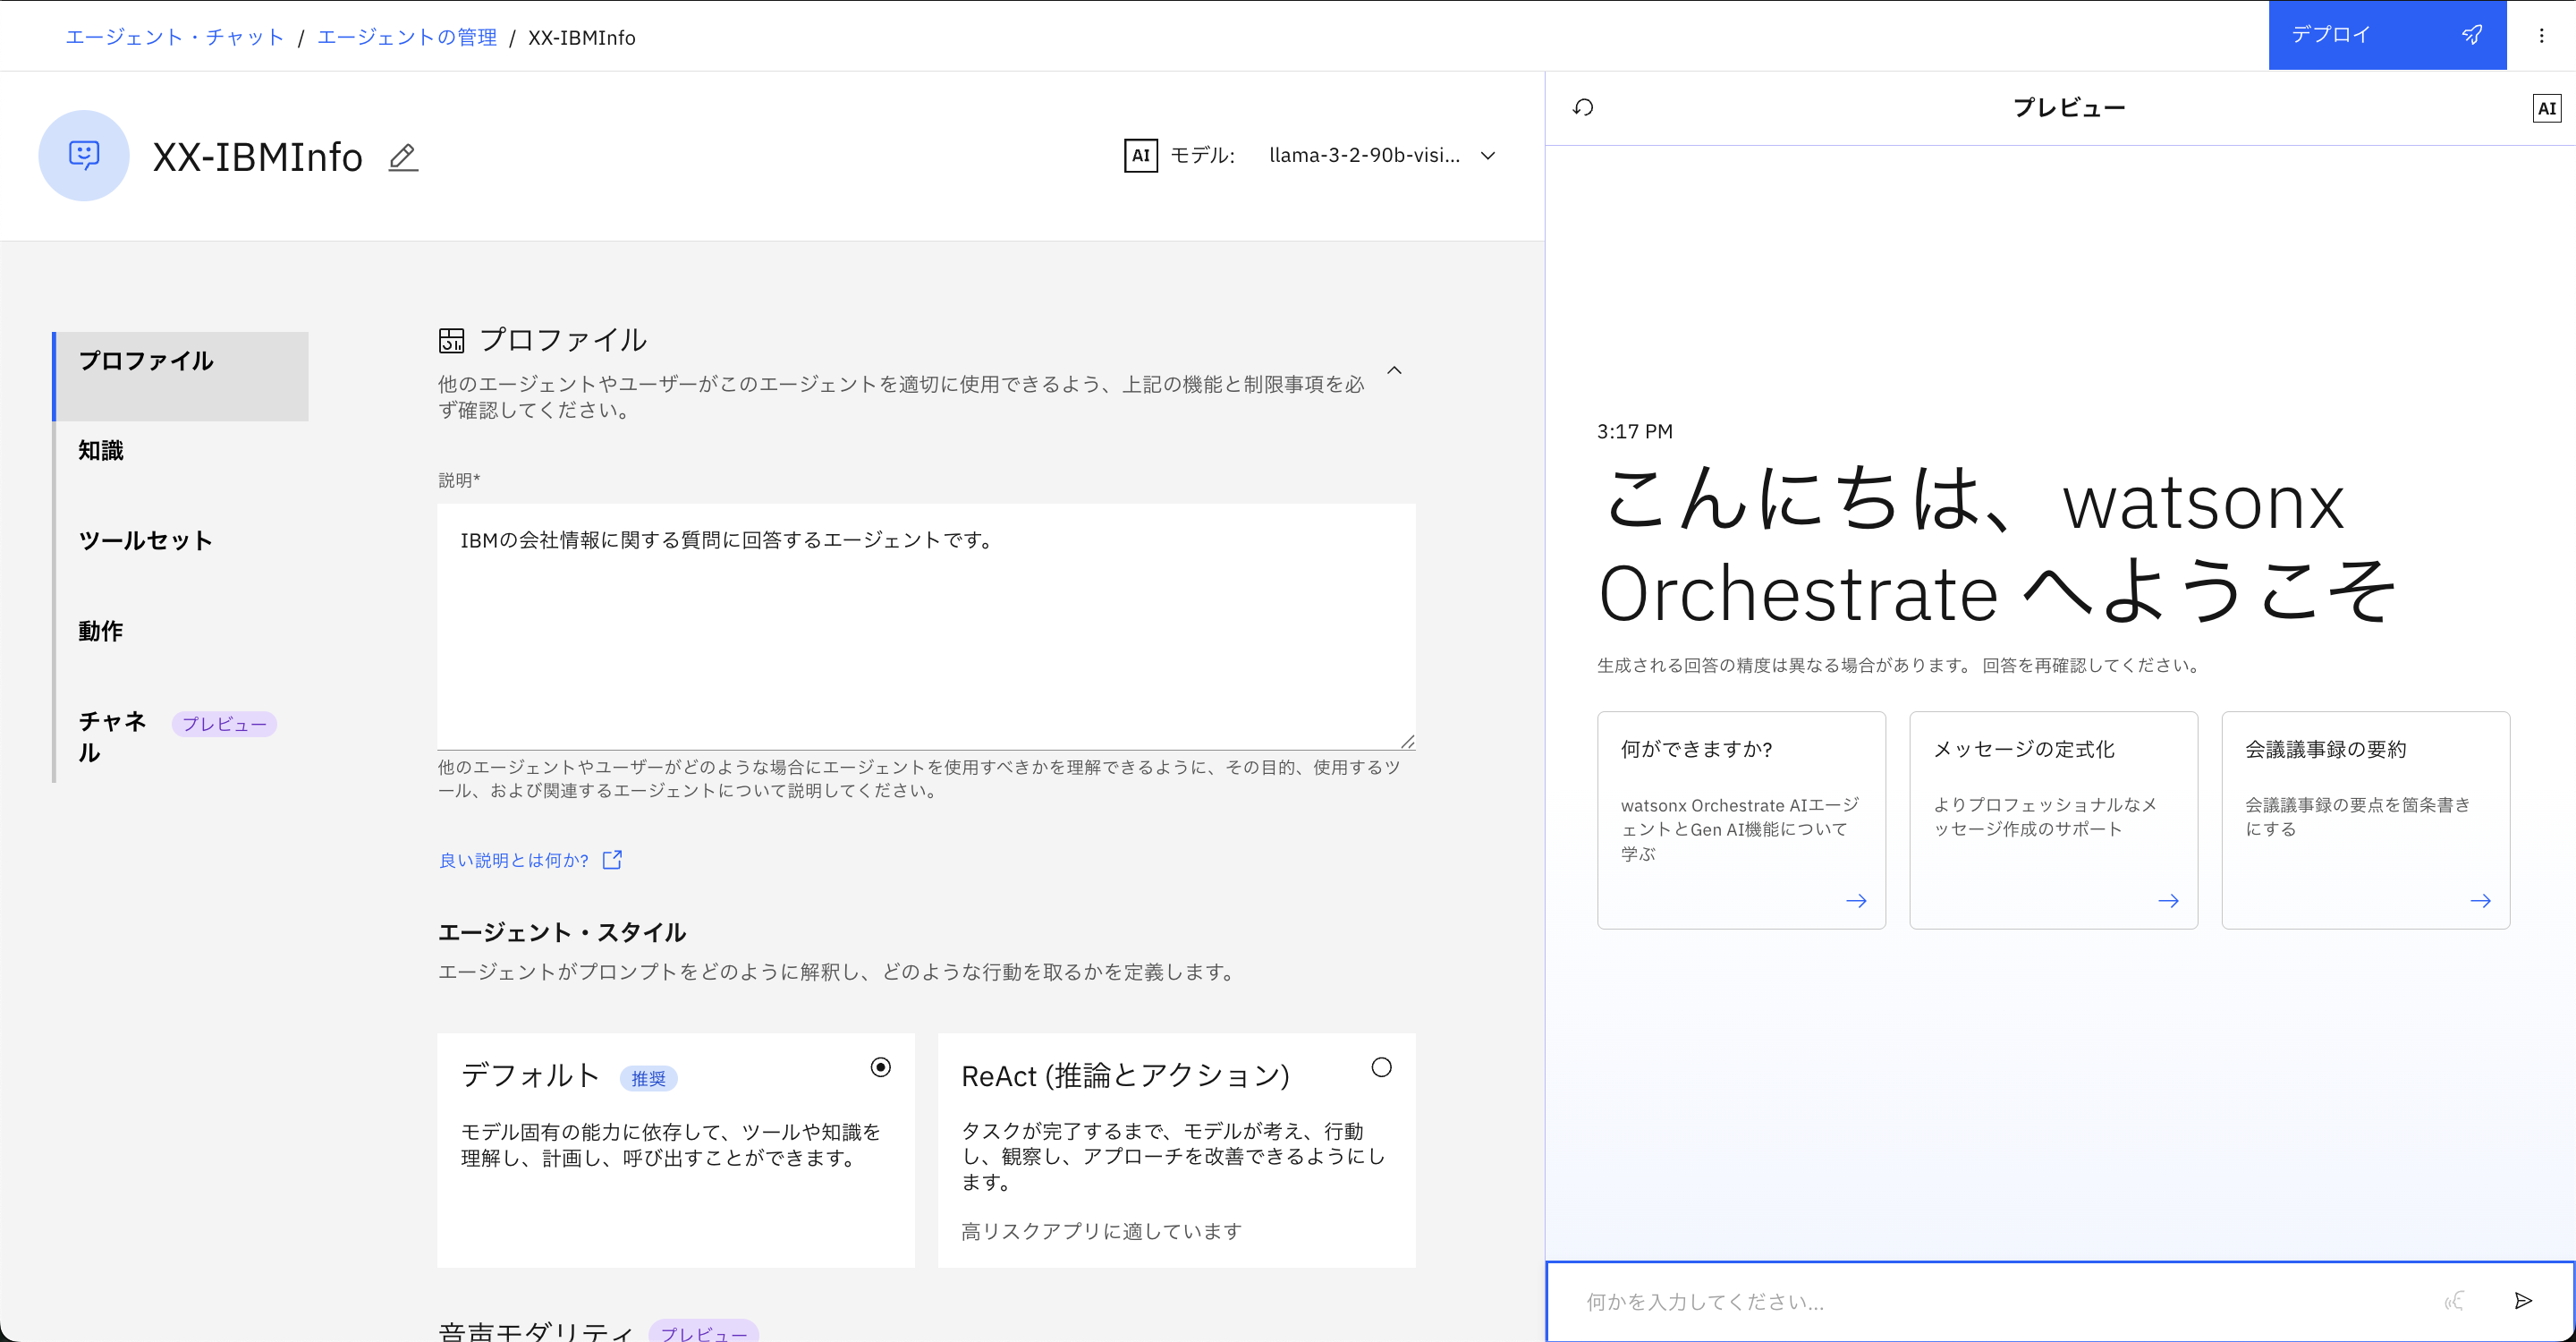 エージェント・チャット / エージェントの管理 / XX-IBMInfo
デプロイ
XX-IBMInfo
AI モデル: llama-3-2-90b-visi...
プレビュー
AI
プロファイル
知識
ツールセット
動作
チャネ
ル
プレビュー
プロファイル
他のエージェントやユーザーがこのエージェントを適切に使用できるよう、上記の機能と制限事項を必
ず確認してください。
説明*
IBMの会社情報に関する質問に回答するエージェントです。
他のエージェントやユーザーがどのような場合にエージェントを使用すべきかを理解できるように、その目的、使用するツ
ール、および関連するエージェントについて説明してください。
良い説明とは何か?
エージェント・スタイル
エージェントがプロンプトをどのように解釈し、どのような行動を取るかを定義します。
デフォルト 推奨
モデル固有の能力に依存して、ツールや知識を
理解し、計画し、呼び出すことができます。
ReAct (推論とアクション)
タスクが完了するまで、モデルが考え、行動
し、観察し、アプローチを改善できるようにし
ます。
高リスクアプリに適しています
音声モダリティ プレビュー
3:17 PM
こんにちは、watsonx
Orchestrate へようこそ
生成される回答の精度は異なる場合があります。 回答を再確認してください。
何ができますか?
watsonx Orchestrate AIエージ
ェントとGen AI機能について
学ぶ
メッセージの定式化
よりプロフェッショナルなメ
ッセージ作成のサポート
会議議事録の要約
会議議事録の要点を箇条書き
にする
何かを入力してください...